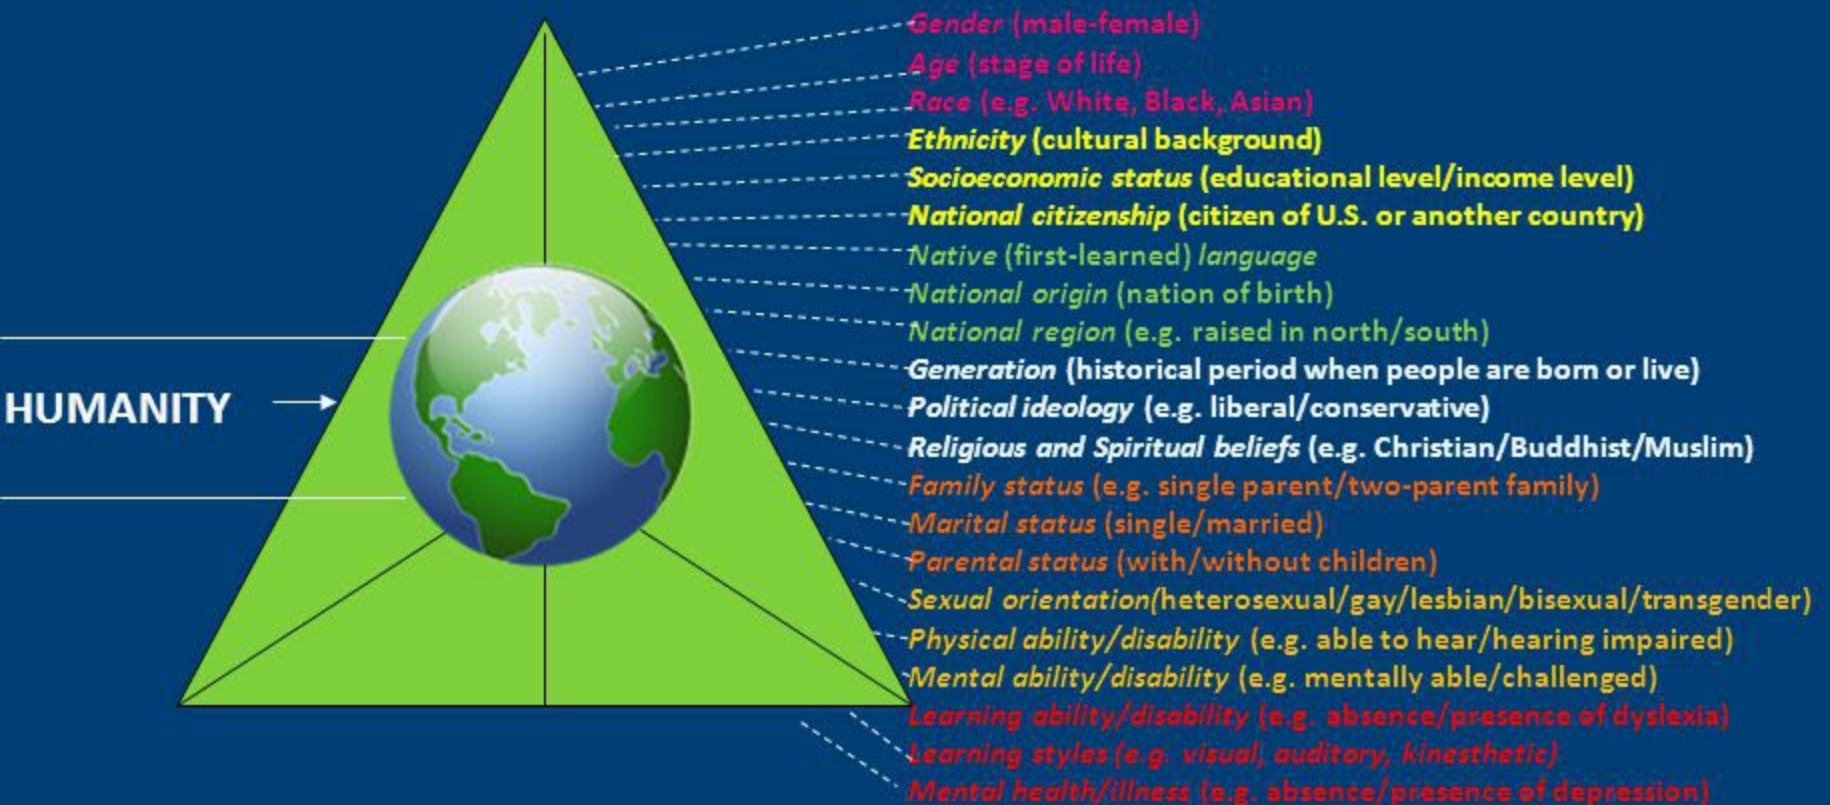 Gender (male-female)
Age (stage of life)
Race (e.g. White, Black, Asian)
Ethnicity (cultural background)
Socioeconomic status (educational level/income level)
National citizenship (citizen of U.S. or another country)
Native (first-learned) language
National origin (nation of birth)
National region (e.g. raised in north/south)
Generation (historical period when people are born or live)
HUMANITY
Political ideology (e.g. liberal/conservative)
Religious and Spiritual beliefs (e.g. Christian/Buddhist/Muslim)
Family status (e.g. single parent/two-parent family)
Marital status (single/married)
Parental status (with/without children)
Sexual orientation(heterosexual/gay/lesbian/bisexual/transgender)
Physical ability/disability (e.g. able to hear/hearing impaired)
Mental ability/disability (e.g. mentally able/challenged)
Learning ability/disability (e.g. absence/presence of dyslexia)
Learning styles (e.g. visual, auditory, kinesthetic)
Mental health/illness (e.g. absence/presence of depression)